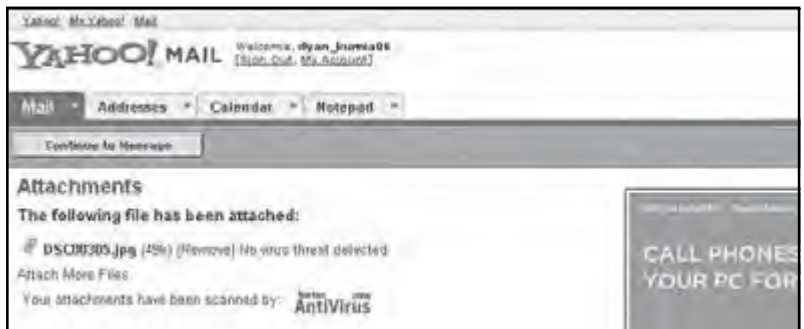 Yahoo! My Yahoo! Mail
YAHOO! MAIL
Welcome, dyan_kurnia06
[Sign Out, My Account]
Mail Addresses Calendar Notepad
Continue to Message
Attachments
The following file has been attached:
DSC00305.jpg (49k) [Remove] No virus threat detected
Attach More Files
Your attachments have been scanned by: Norton AntiVirus
CALL PHONES
YOUR PC FOR